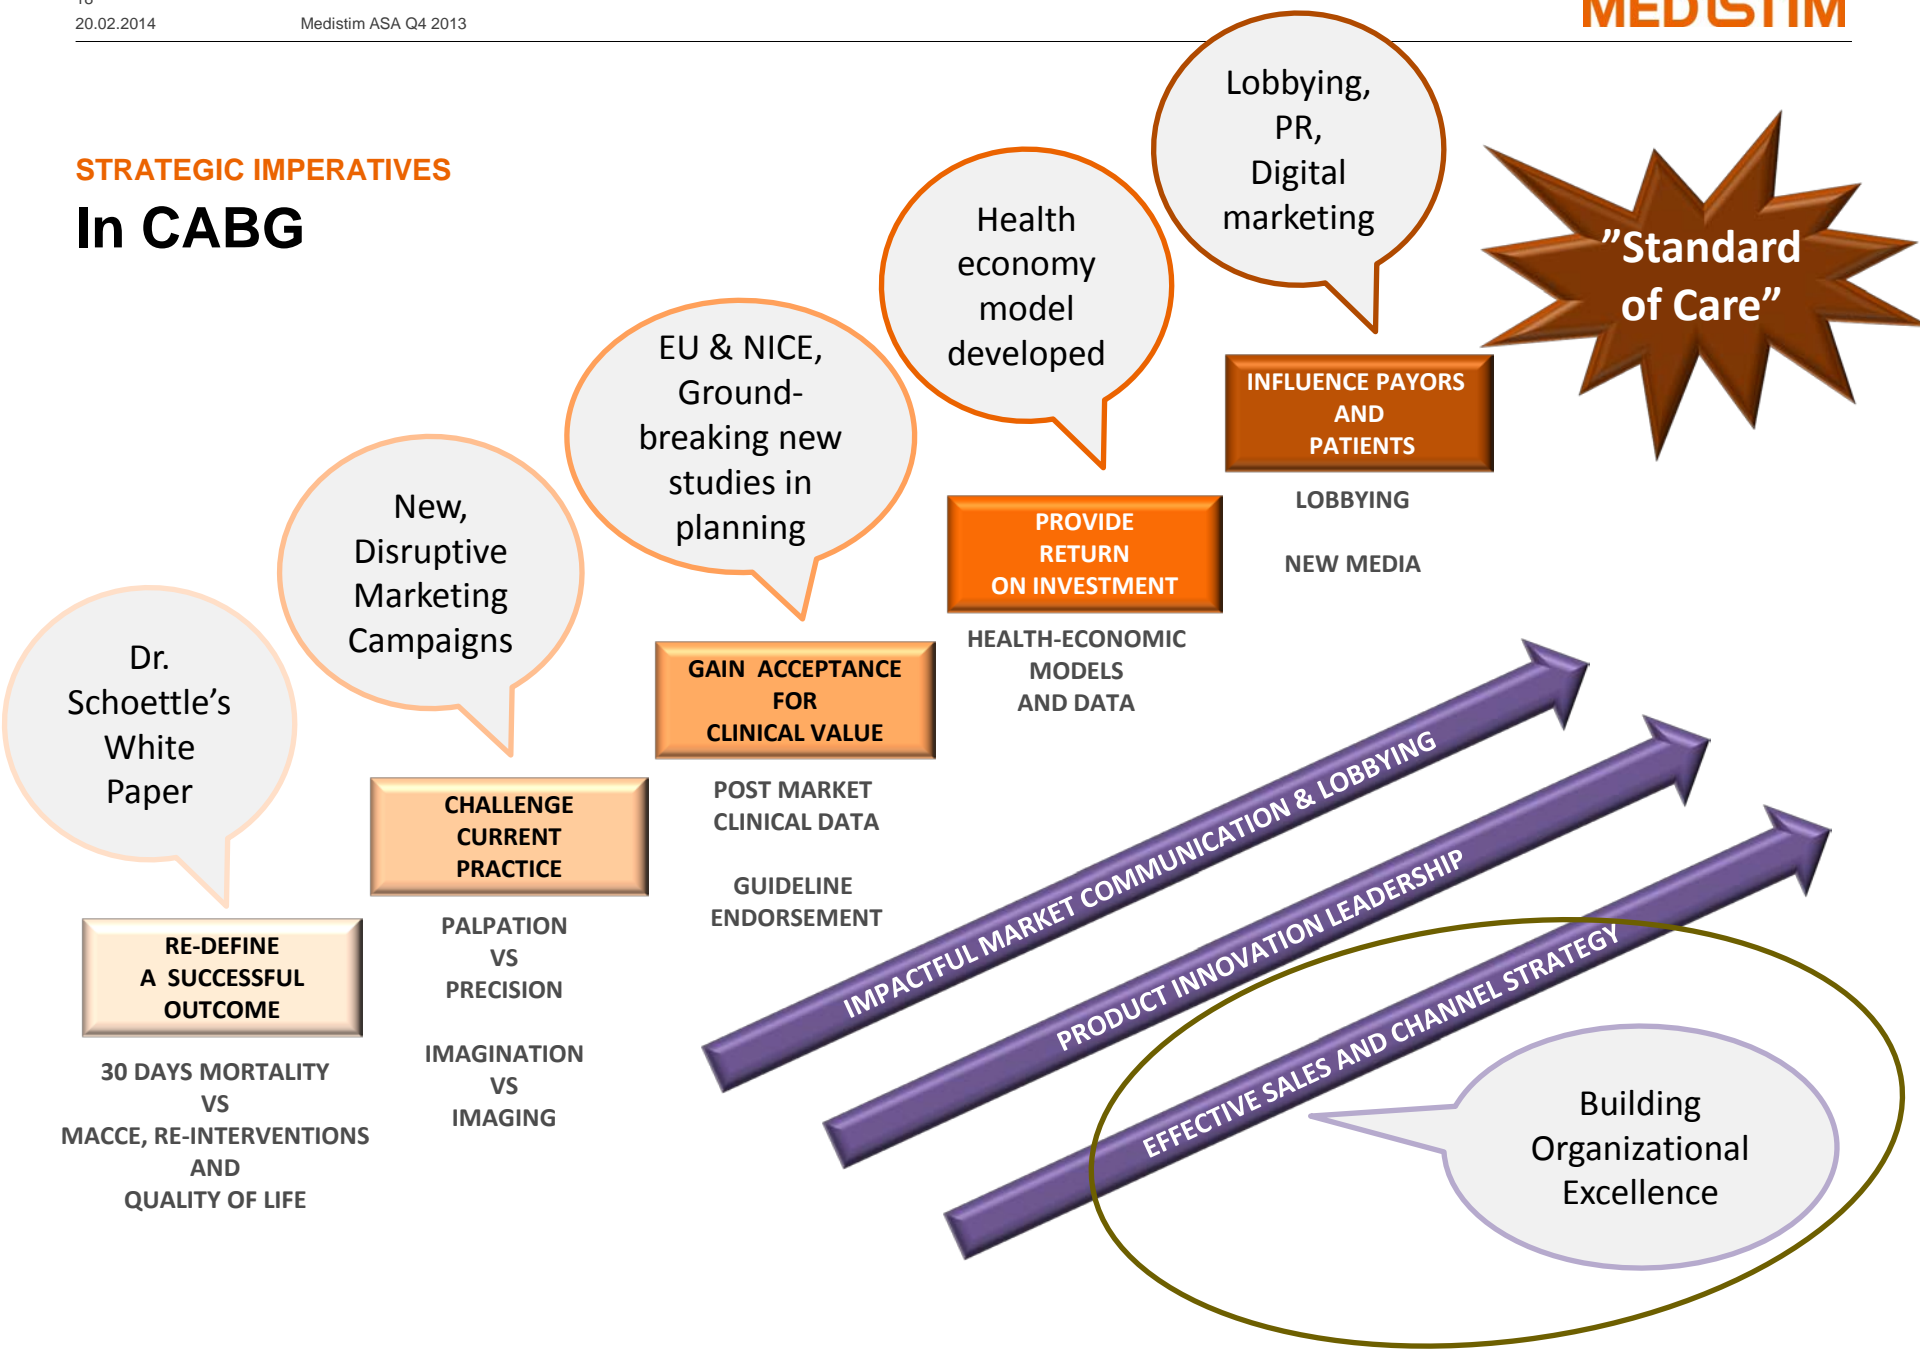 20.02.2014
Medistim ASA Q4 2013
MEDISTIM
STRATEGIC IMPERATIVES
In CABG
Dr.
Schoettle’s
White
Paper
RE-DEFINE
A SUCCESSFUL
OUTCOME
30 DAYS MORTALITY
VS
MACCE, RE-INTERVENTIONS
AND
QUALITY OF LIFE
New,
Disruptive
Marketing
Campaigns
CHALLENGE
CURRENT
PRACTICE
PALPATION
VS
PRECISION
IMAGINATION
VS
IMAGING
EU & NICE,
Ground-
breaking new
studies in
planning
GAIN ACCEPTANCE
FOR
CLINICAL VALUE
POST MARKET
CLINICAL DATA
GUIDELINE
ENDORSEMENT
Health
economy
model
developed
PROVIDE
RETURN
ON INVESTMENT
HEALTH-ECONOMIC
MODELS
AND DATA
Lobbying,
PR,
Digital
marketing
INFLUENCE PAYORS
AND
PATIENTS
LOBBYING
NEW MEDIA
”Standard
of Care”
IMPACTFUL MARKET COMMUNICATION & LOBBYING
PRODUCT INNOVATION LEADERSHIP
EFFECTIVE SALES AND CHANNEL STRATEGY
Building
Organizational
Excellence